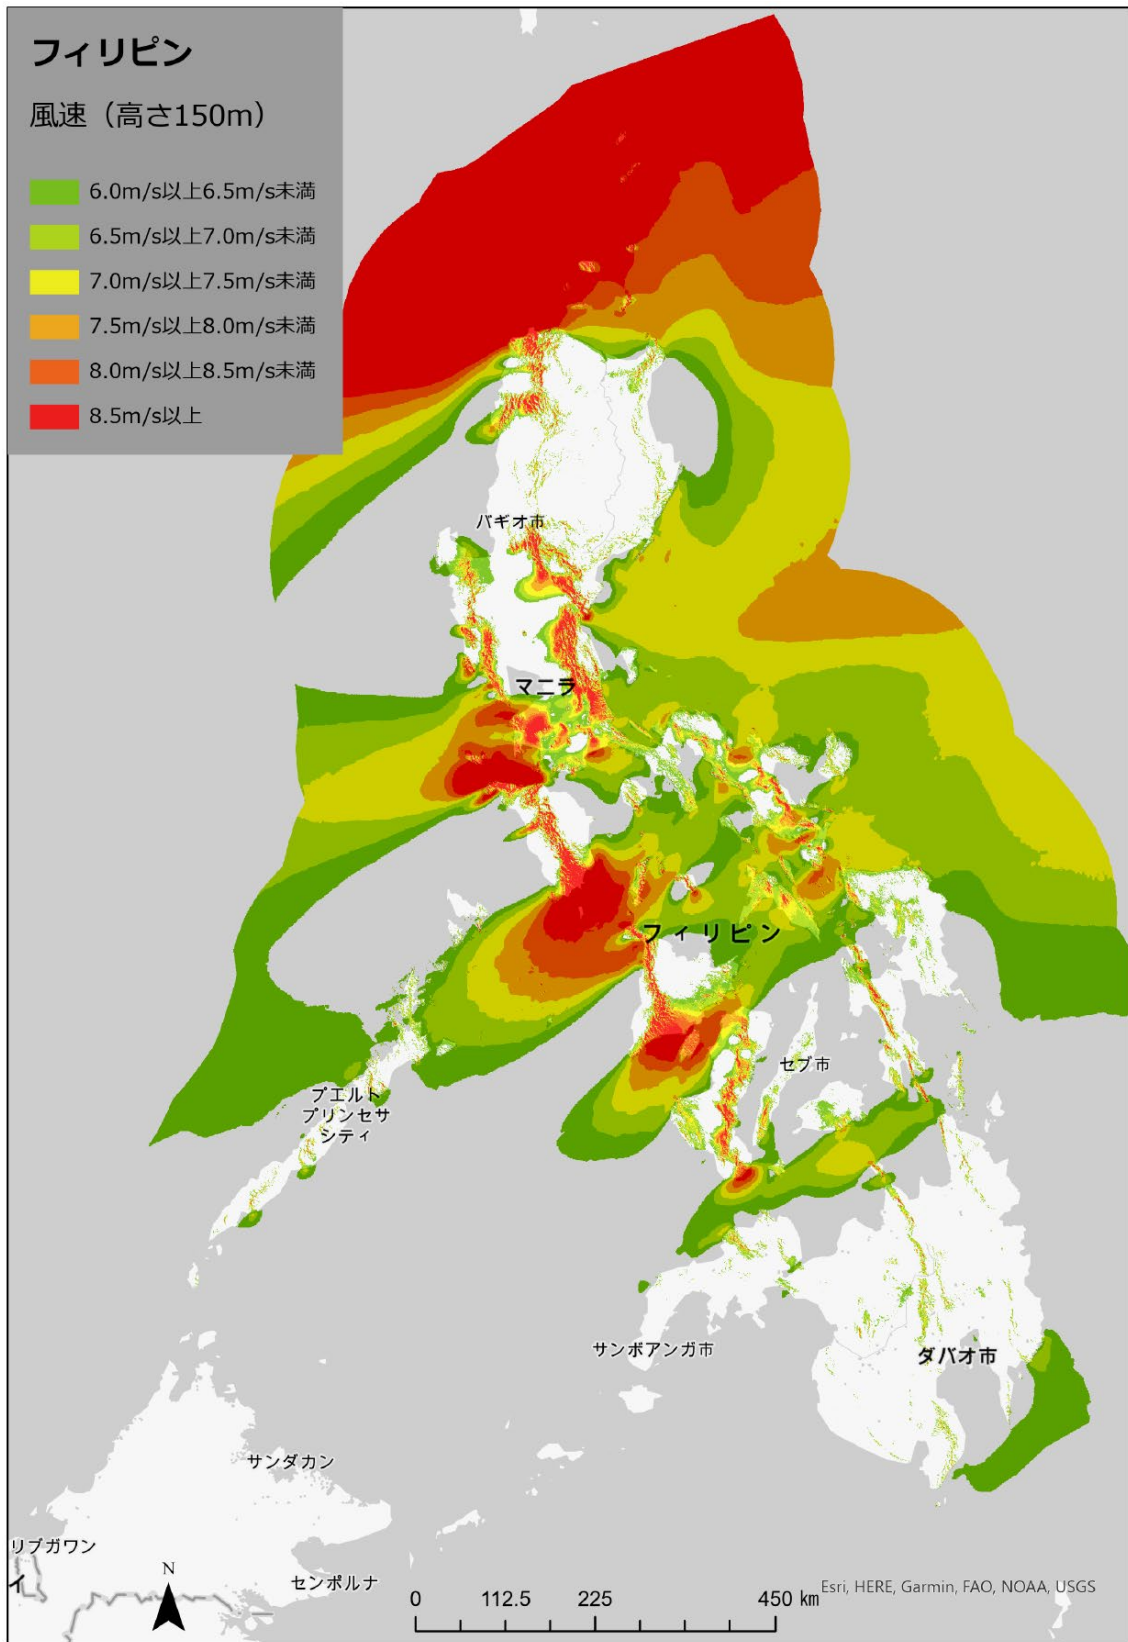 フィリピン
風速（高さ150m）
6.0m/s以上6.5m/s未満
6.5m/s以上7.0m/s未満
7.0m/s以上7.5m/s未満
7.5m/s以上8.0m/s未満
8.0m/s以上8.5m/s未満
8.5m/s以上
バギオ市
マニラ
フィリピン
セブ市
プエルト
プリンセサ
シティ
サンボアンガ市
ダバオ市
サンダカン
リブガワン
イ
センポルナ
N
0 112.5 225 450 km
Esri, HERE, Garmin, FAO, NOAA, USGS